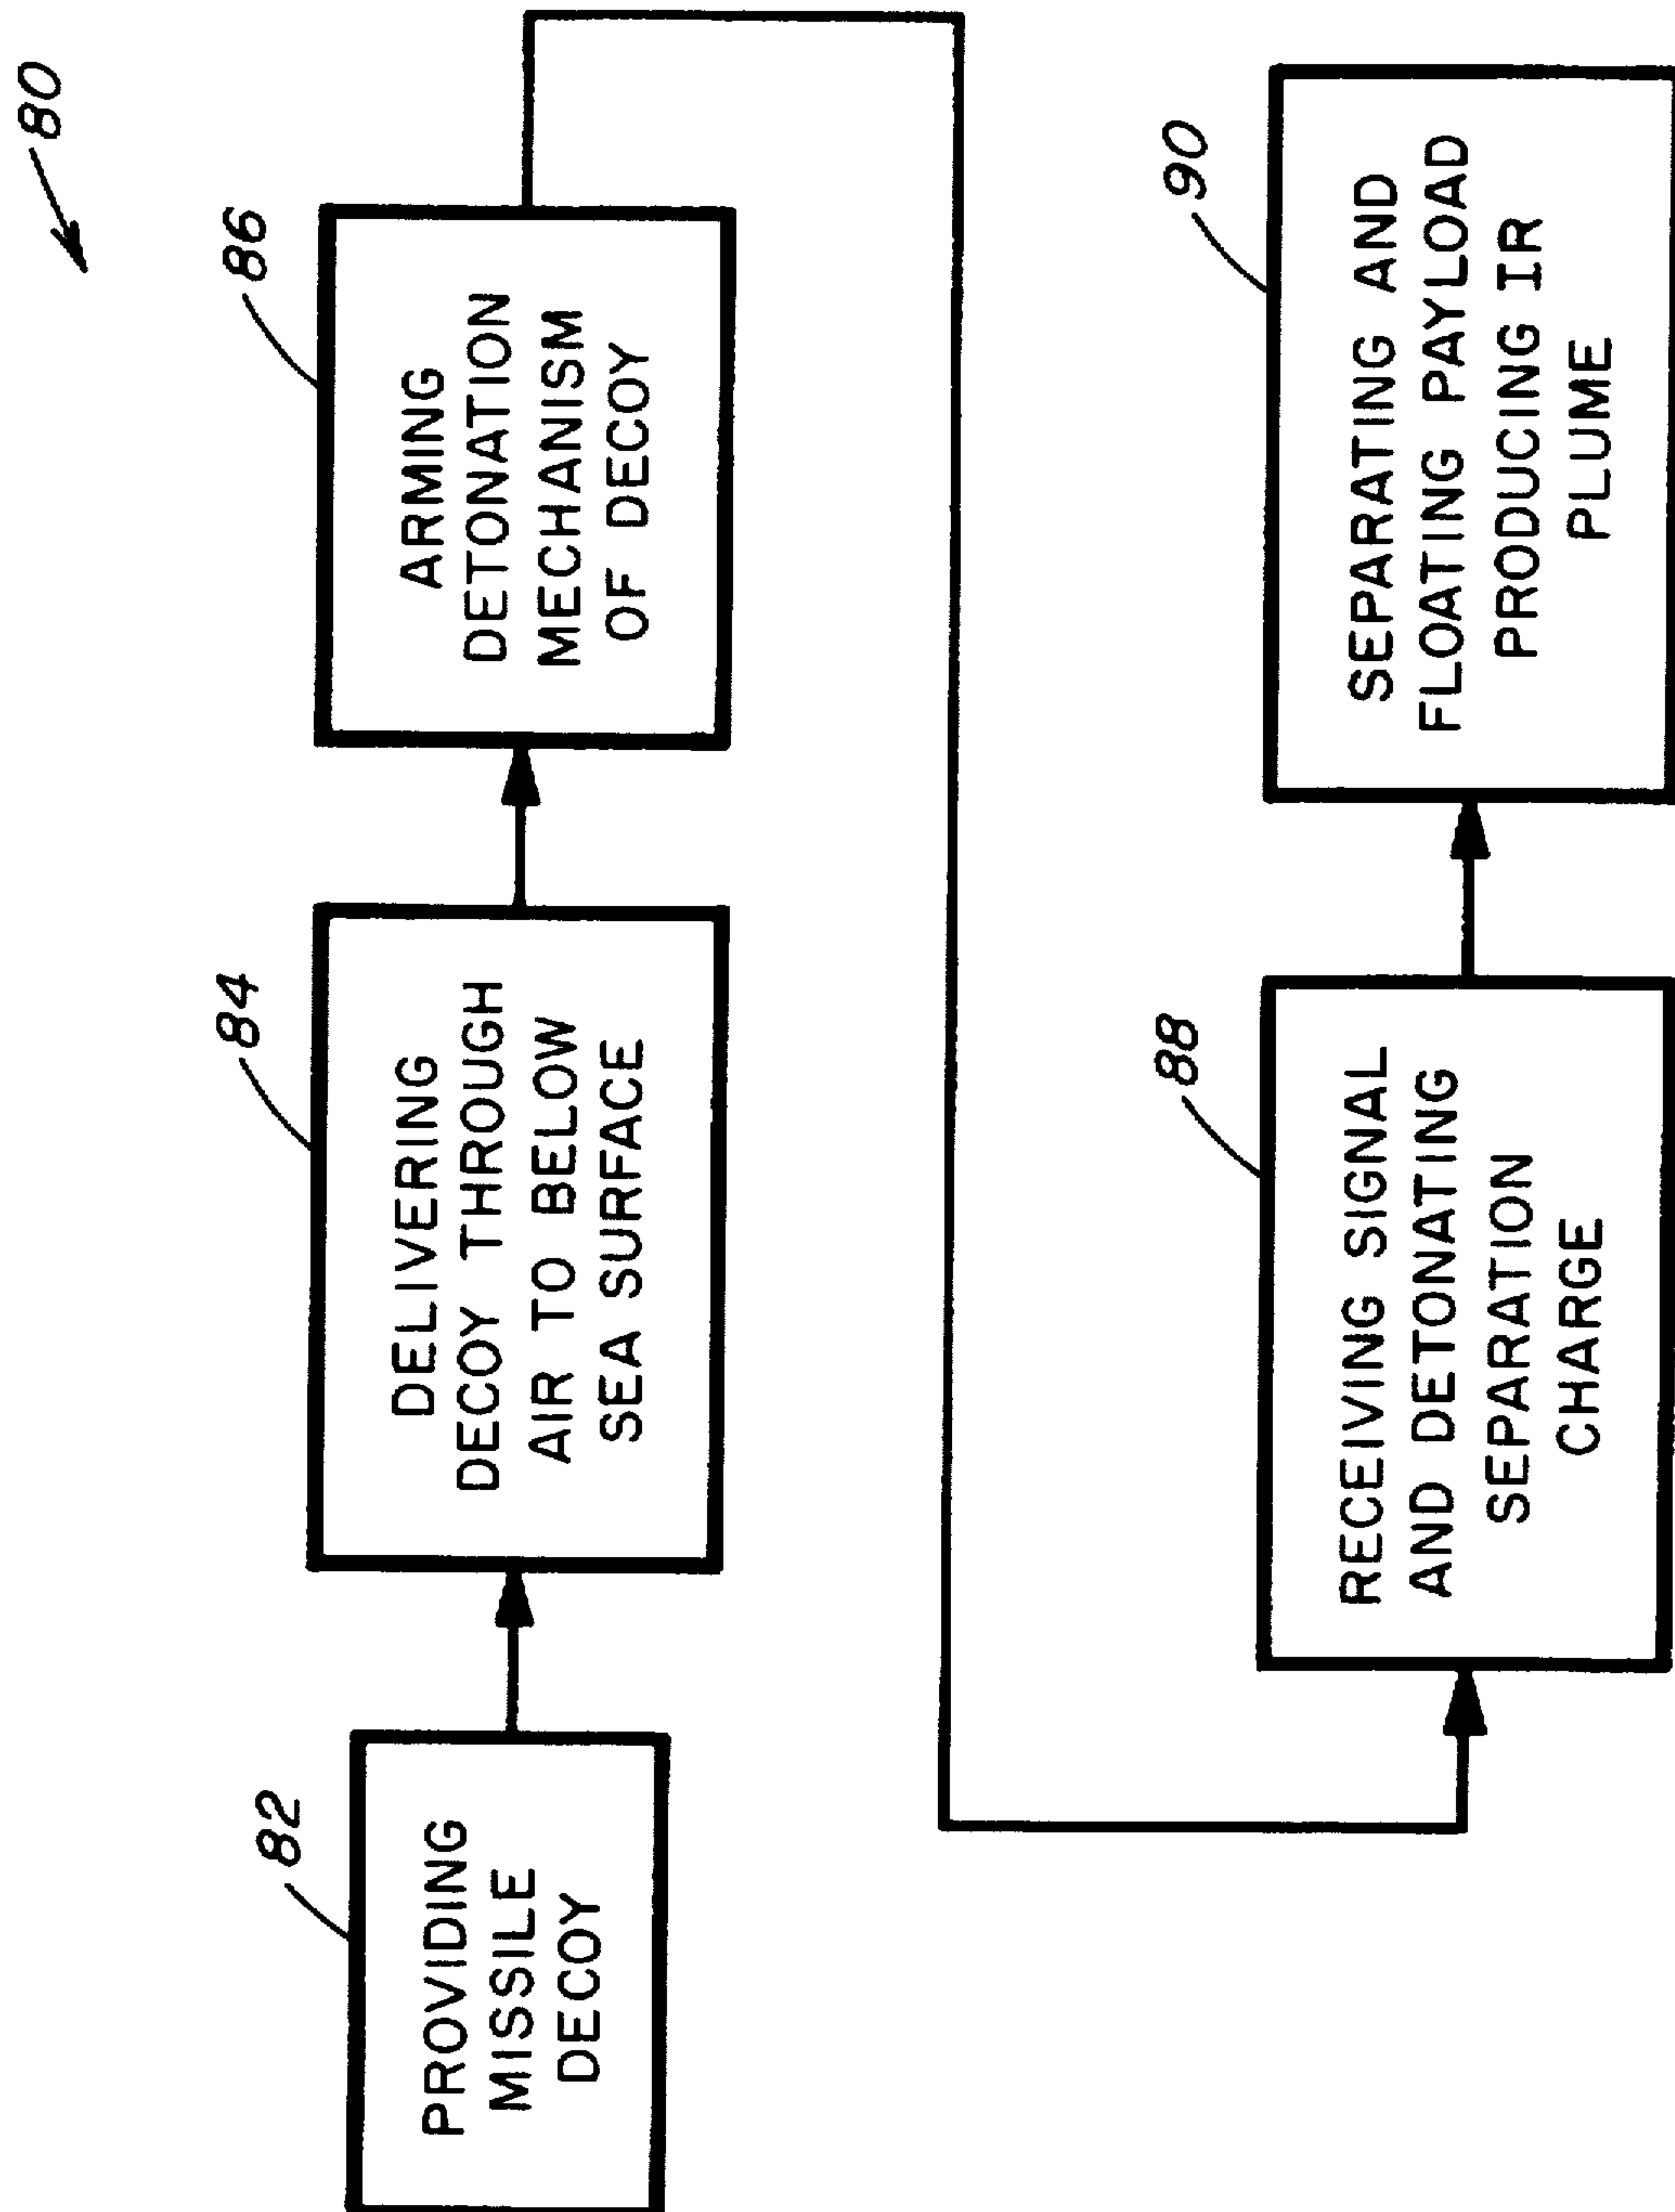 80
82
PROVIDING
MISSILE
DECOY
84
DELIVERING
DECOY THROUGH
AIR TO BELOW
SEA SURFACE
86
ARMING
DETONATION
MECHANISM
OF DECOY
88
RECEIVING SIGNAL
AND DETONATING
SEPARATION
CHARGE
90
SEPARATING AND
FLOATING PAYLOAD
PRODUCING IR
PLUME